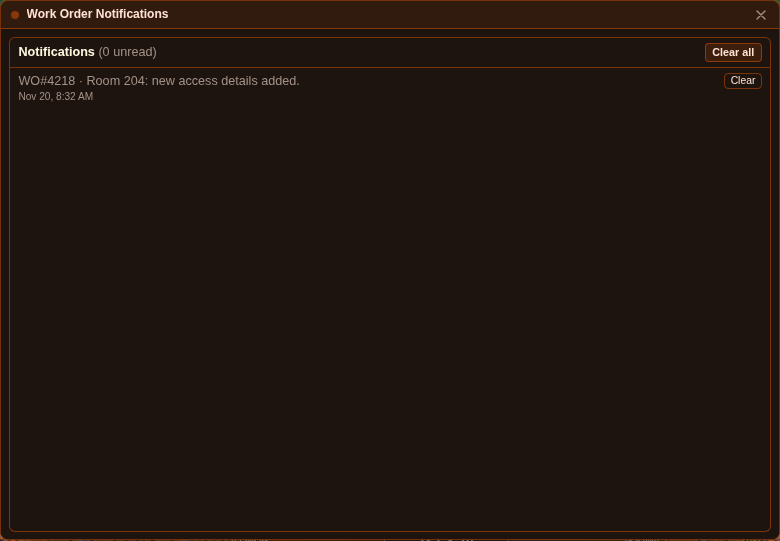 Work Order Notifications
Notifications (0 unread)
Clear all
WO#4218 · Room 204: new access details added.
Clear
Nov 20, 8:32 AM